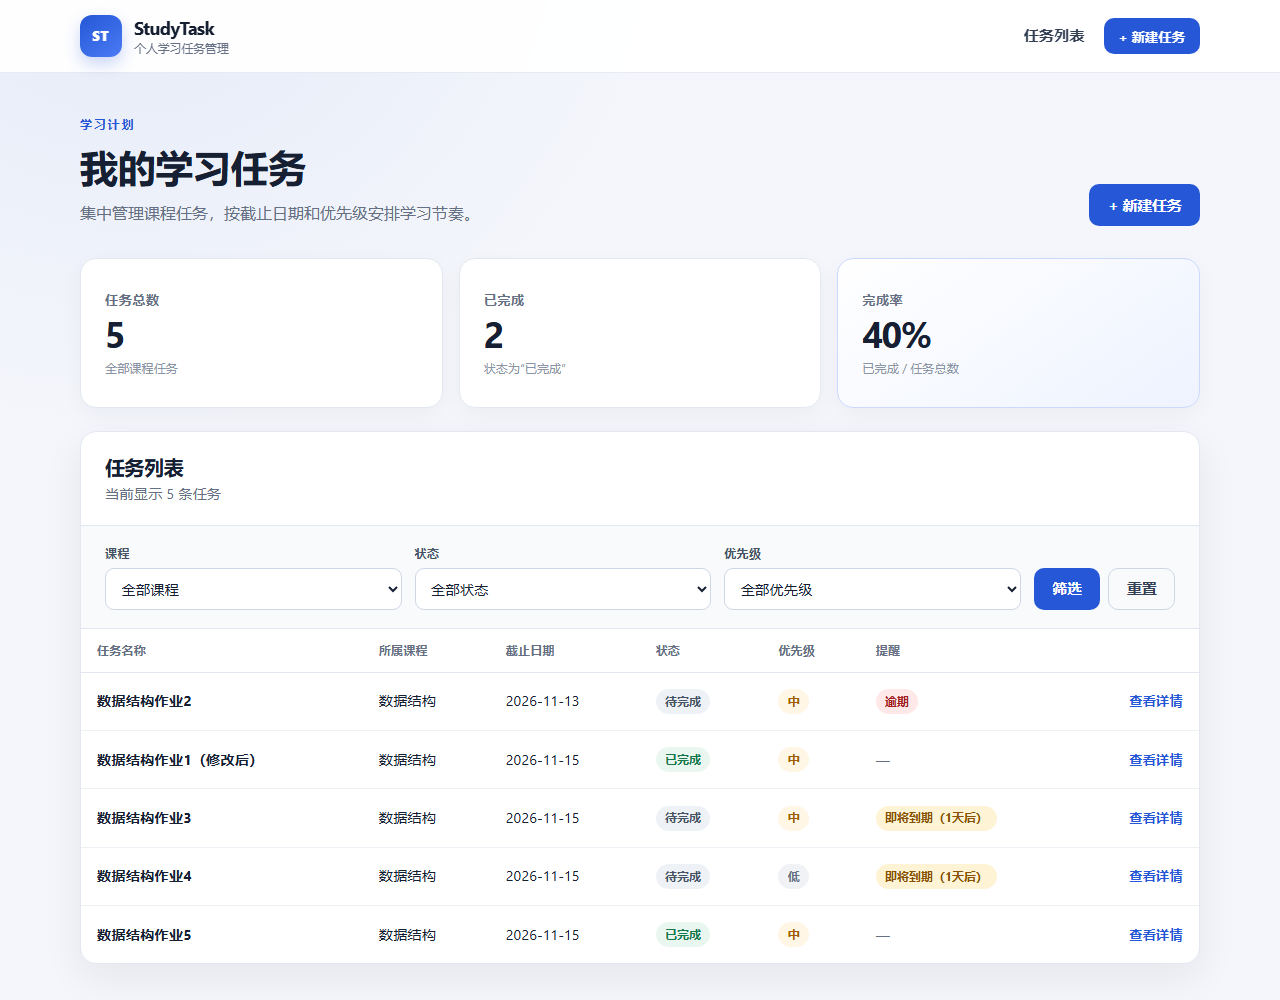 ST
StudyTask
个人学习任务管理
任务列表
+ 新建任务
学习计划
我的学习任务
集中管理课程任务，按截止日期和优先级安排学习节奏。
+ 新建任务
任务总数
5
全部课程任务
已完成
2
状态为“已完成”
完成率
40%
已完成 / 任务总数
任务列表
当前显示 5 条任务
课程 状态 优先级
全部课程 全部状态 全部优先级 筛选 重置
任务名称 所属课程 截止日期 状态 优先级 提醒
数据结构作业2 数据结构 2026-11-13 待完成 中 逾期 查看详情
数据结构作业1（修改后） 数据结构 2026-11-15 已完成 中 — 查看详情
数据结构作业3 数据结构 2026-11-15 待完成 中 即将到期（1天后） 查看详情
数据结构作业4 数据结构 2026-11-15 待完成 低 即将到期（1天后） 查看详情
数据结构作业5 数据结构 2026-11-15 已完成 中 — 查看详情